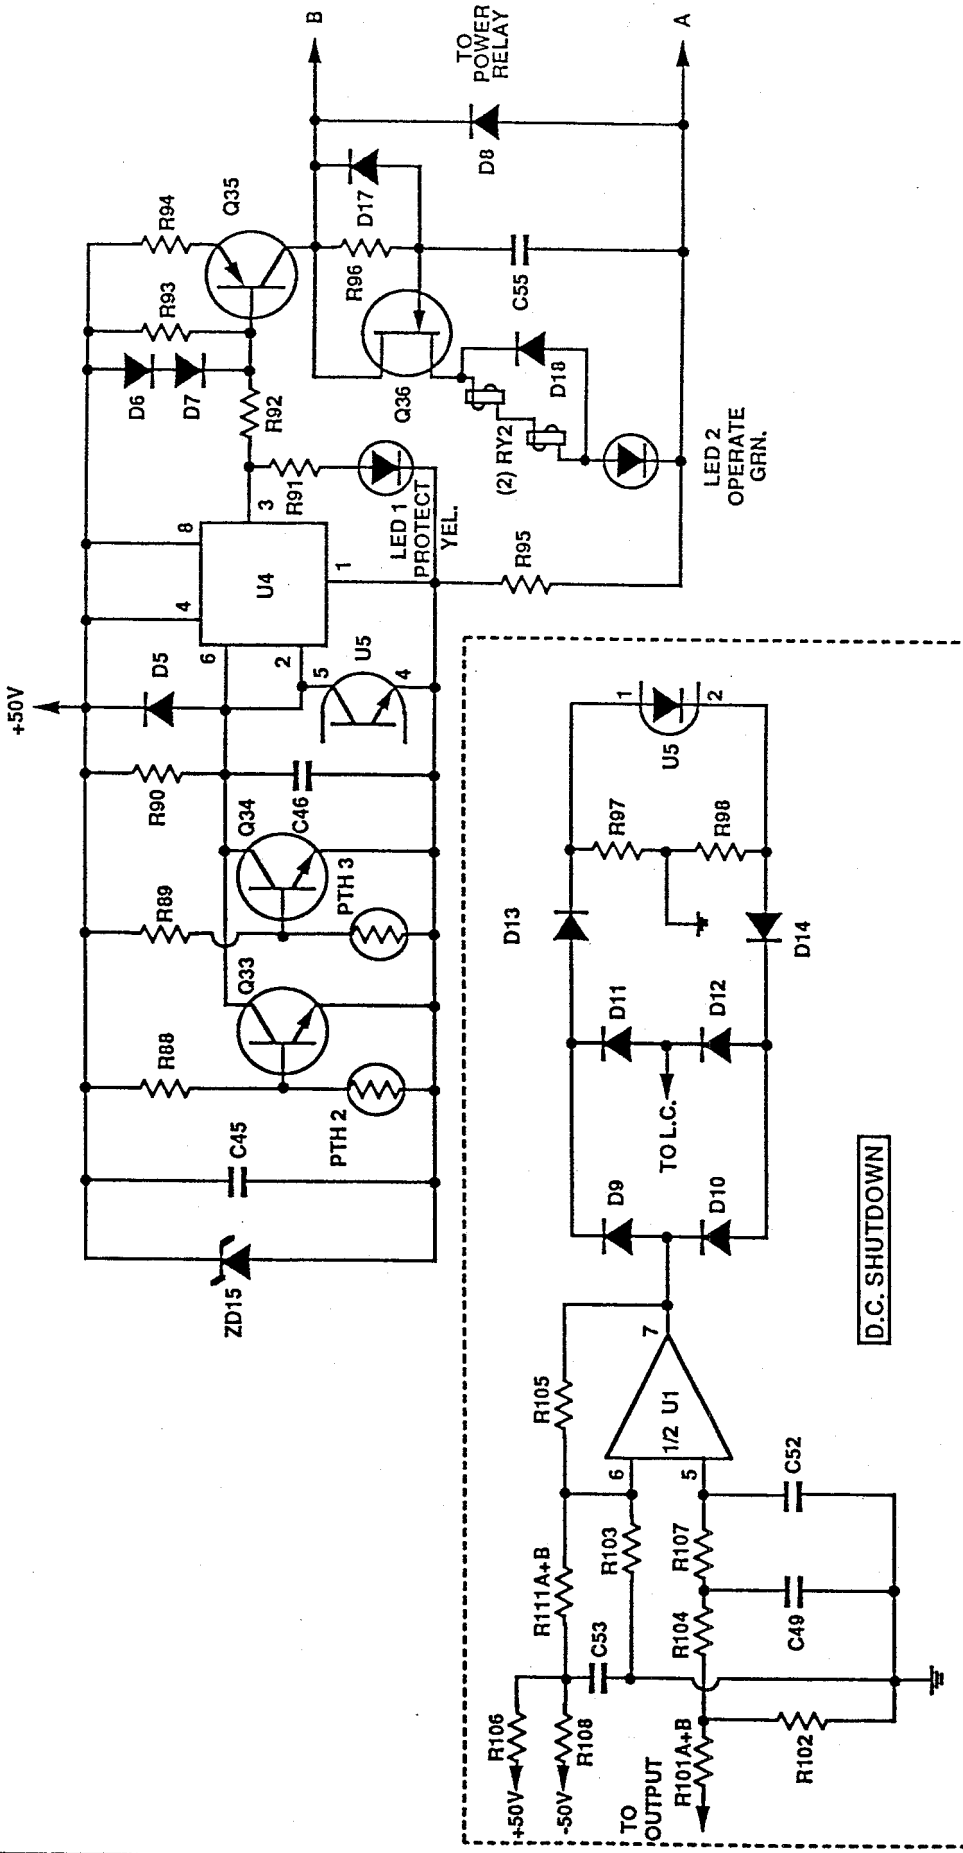 +50V
B
TO
POWER
RELAY
A
D8
R94
Q35
R93
D17
R96
D6
D7
R92
C55
Q36
D18
(2) RY2
3
R91
LED 1
PROTECT
YEL.
LED 2
OPERATE
GRN.
8
4
U4
1
R95
6
2
D5
5
U5
4
R90
Q34
C46
R89
PTH 3
Q33
R88
PTH 2
C45
ZD15
1
2
U5
R97
R98
D13
D14
D11
D12
TO L.C.
D9
D10
D.C. SHUTDOWN
R105
7
1/2 U1
6
5
C52
R111A+B
R103
R107
C53
R104
C49
R106
+50V
R108
-50V
TO
OUTPUT
R101A+B
R102